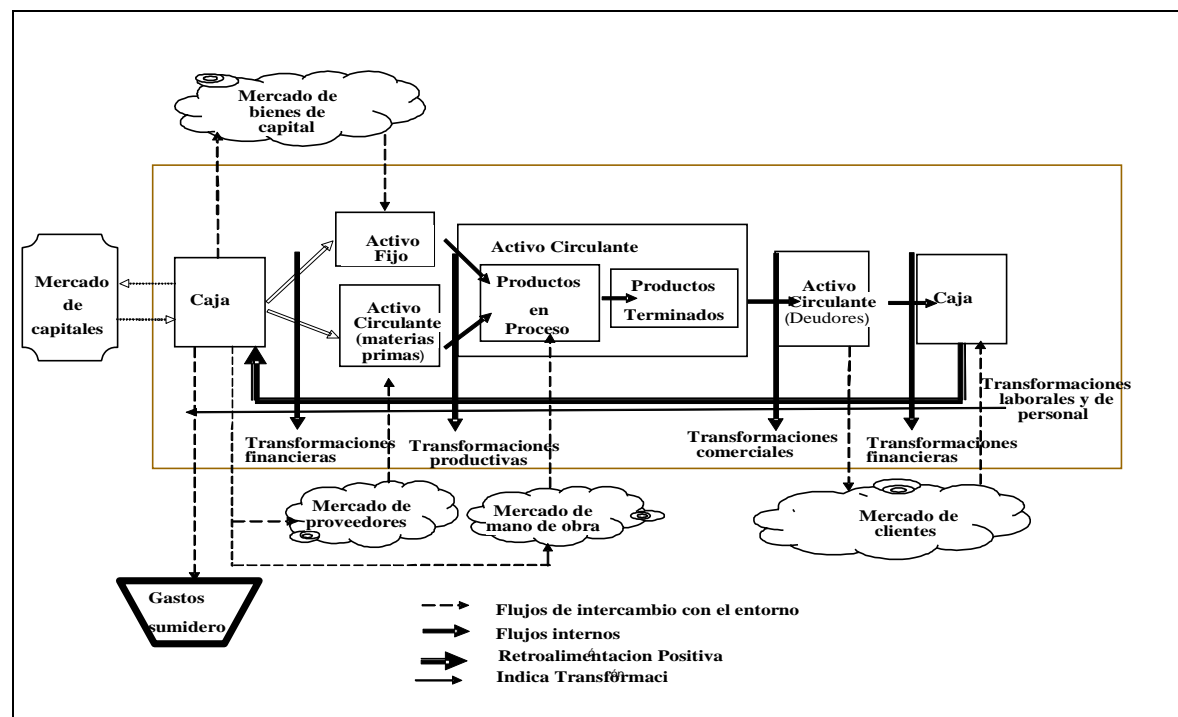 Mercado de
bienes de
capital
Mercado
de
capitales
Caja
Activo
Fijo
Activo
Circulante
(materias
primas)
Activo Circulante
Productos
en
Proceso
Productos
Terminados
Activo
Circulante
(Deudores)
Caja
Transformaciones
laborales y de
personal
Transformaciones
financieras
Transformaciones
productivas
Transformaciones
comerciales
Transformaciones
financieras
Mercado de
proveedores
Mercado de
mano de obra
Mercado de
clientes
Gastos
sumidero
Flujos de intercambio con el entorno
Flujos internos
Retroalimentacion Positiva
Indica Transformaci